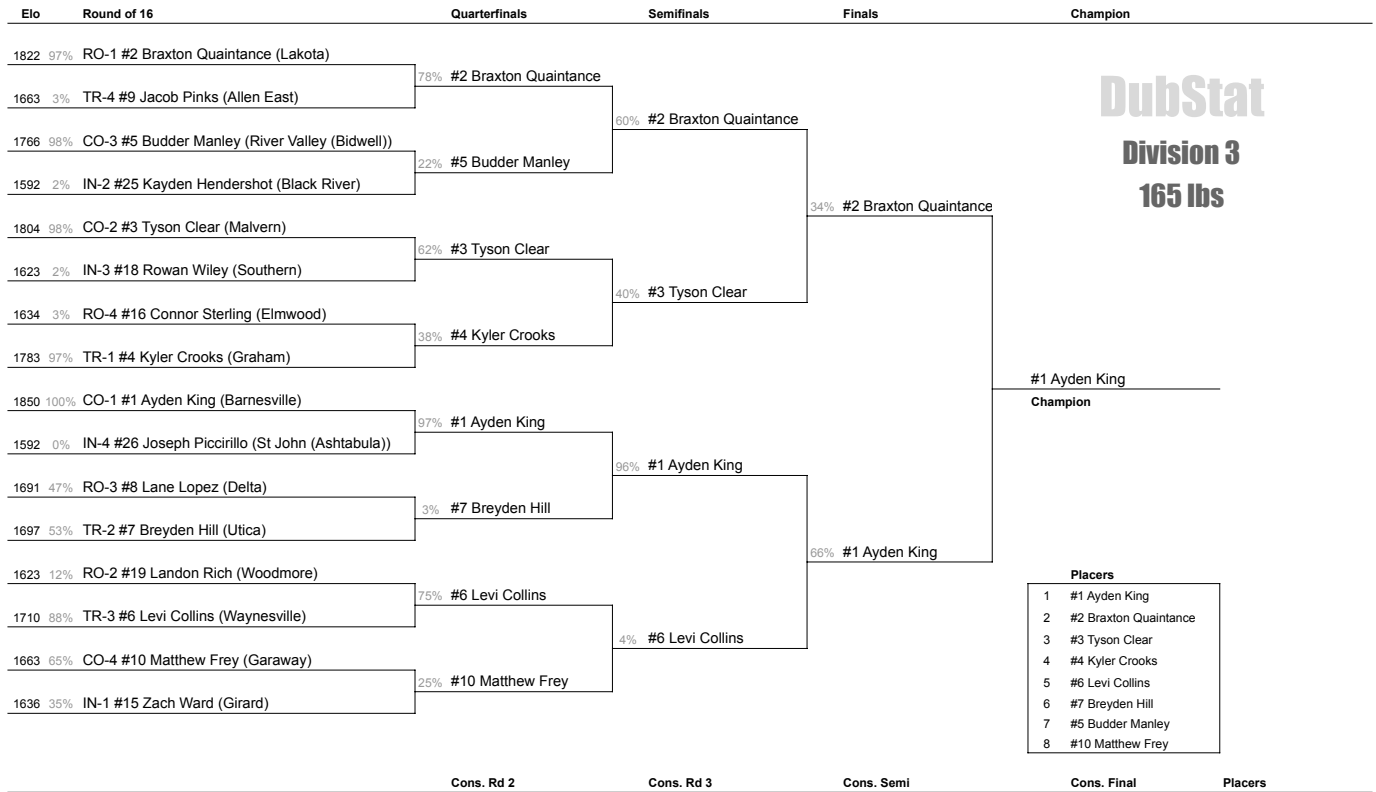 Elo Round of 16 Quarterfinals Semifinals Finals Champion
1822 97% RO-1 #2 Braxton Quaintance (Lakota)
78% #2 Braxton Quaintance
1663 3% TR-4 #9 Jacob Pinks (Allen East)
60% #2 Braxton Quaintance
1766 98% CO-3 #5 Budder Manley (River Valley (Bidwell))
22% #5 Budder Manley
1592 2% IN-2 #25 Kayden Hendershot (Black River)
34% #2 Braxton Quaintance
1804 98% CO-2 #3 Tyson Clear (Malvern)
62% #3 Tyson Clear
1623 2% IN-3 #18 Rowan Wiley (Southern)
40% #3 Tyson Clear
1634 3% RO-4 #16 Connor Sterling (Elmwood)
38% #4 Kyler Crooks
1783 97% TR-1 #4 Kyler Crooks (Graham)
#1 Ayden King
Champion
1850 100% CO-1 #1 Ayden King (Barnesville)
97% #1 Ayden King
1592 0% IN-4 #26 Joseph Piccirillo (St John (Ashtabula))
96% #1 Ayden King
1691 47% RO-3 #8 Lane Lopez (Delta)
3% #7 Breyden Hill
1697 53% TR-2 #7 Breyden Hill (Utica)
66% #1 Ayden King
1623 12% RO-2 #19 Landon Rich (Woodmore)
75% #6 Levi Collins
1710 88% TR-3 #6 Levi Collins (Waynesville)
4% #6 Levi Collins
1663 65% CO-4 #10 Matthew Frey (Garaway)
25% #10 Matthew Frey
1636 35% IN-1 #15 Zach Ward (Girard)
DubStat
Division 3
165 lbs
Placers
1 #1 Ayden King
2 #2 Braxton Quaintance
3 #3 Tyson Clear
4 #4 Kyler Crooks
5 #6 Levi Collins
6 #7 Breyden Hill
7 #5 Budder Manley
8 #10 Matthew Frey
Cons. Rd 2 Cons. Rd 3 Cons. Semi Cons. Final Placers